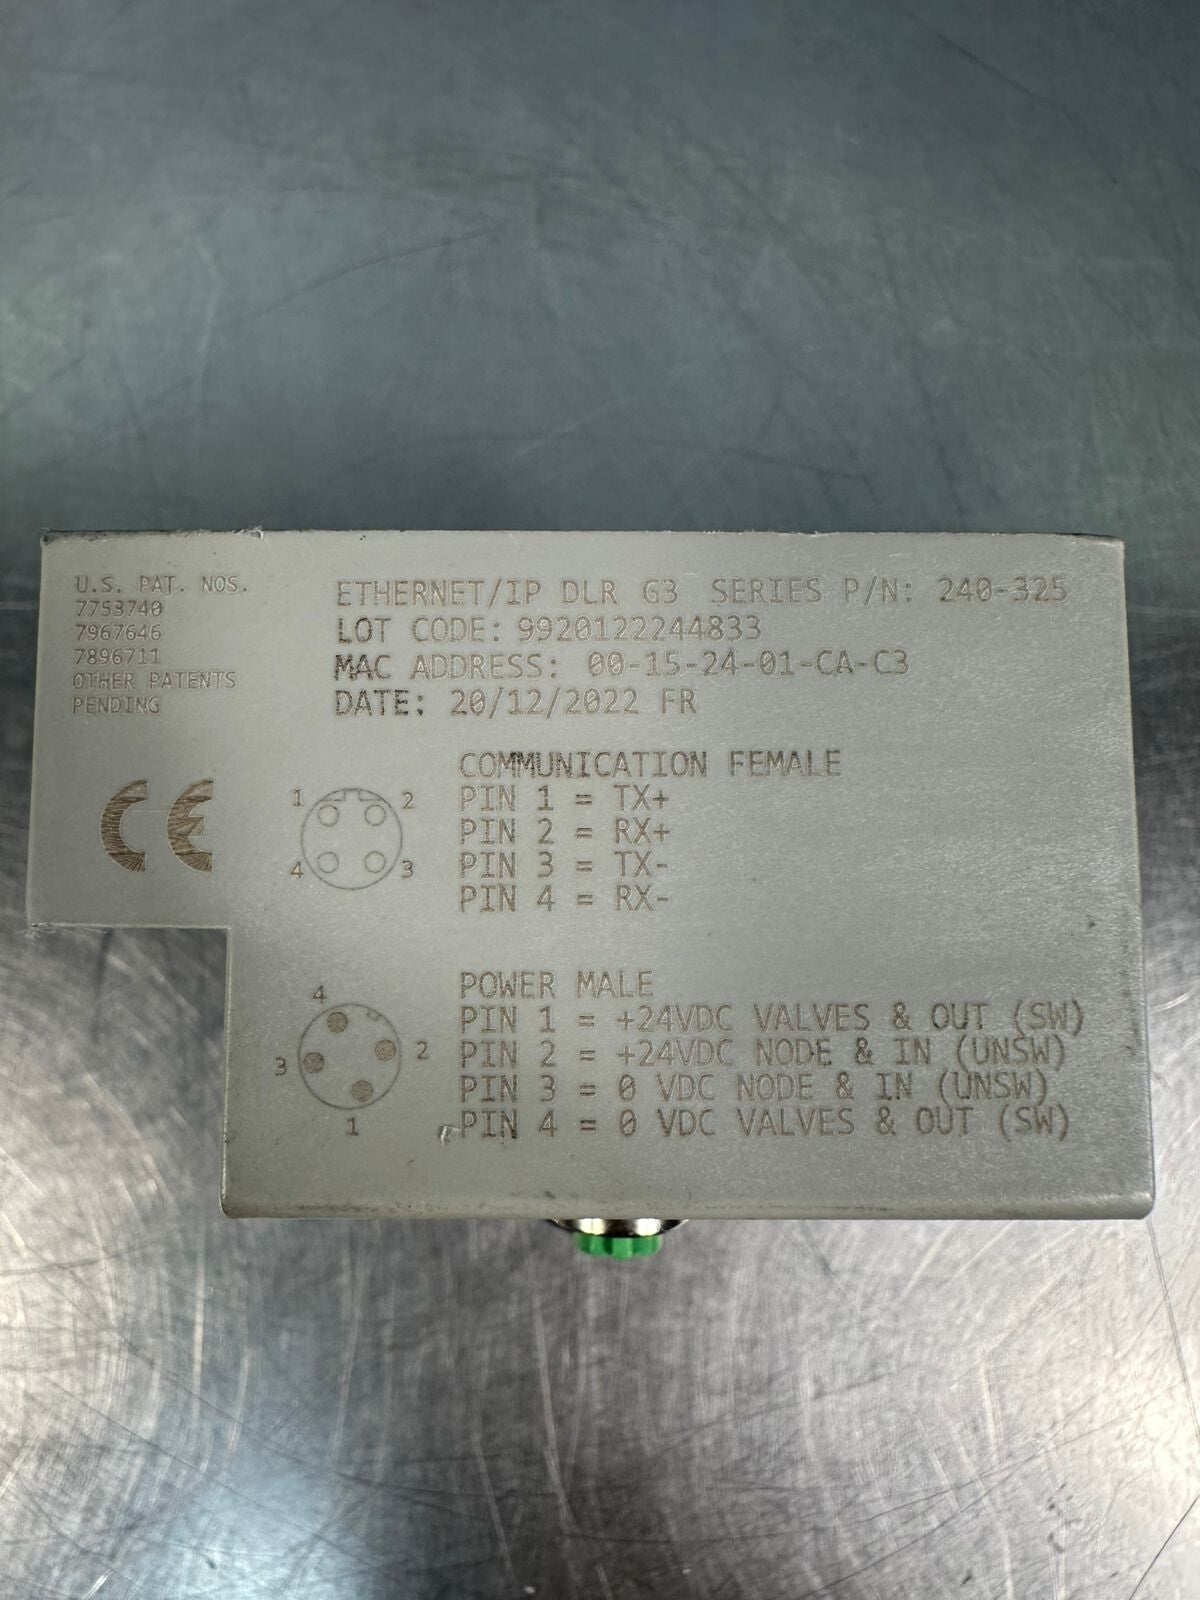 U.S. PAT. NOS.
7753740
7967646
7896711
OTHER PATENTS
PENDING
CE
ETHERNET/IP DLR G3 SERIES P/N: 240-325
LOT CODE: 9920122244833
MAC ADDRESS: 00-15-24-01-CA-C3
DATE: 20/12/2022 FR
1 2
4 3
COMMUNICATION FEMALE
PIN 1 = TX+
PIN 2 = RX+
PIN 3 = TX-
PIN 4 = RX-
4
3 2
1
POWER MALE
PIN 1 = +24VDC VALVES & OUT (SW)
PIN 2 = +24VDC NODE & IN (UNSW)
PIN 3 = 0 VDC NODE & IN (UNSW)
PIN 4 = 0 VDC VALVES & OUT (SW)